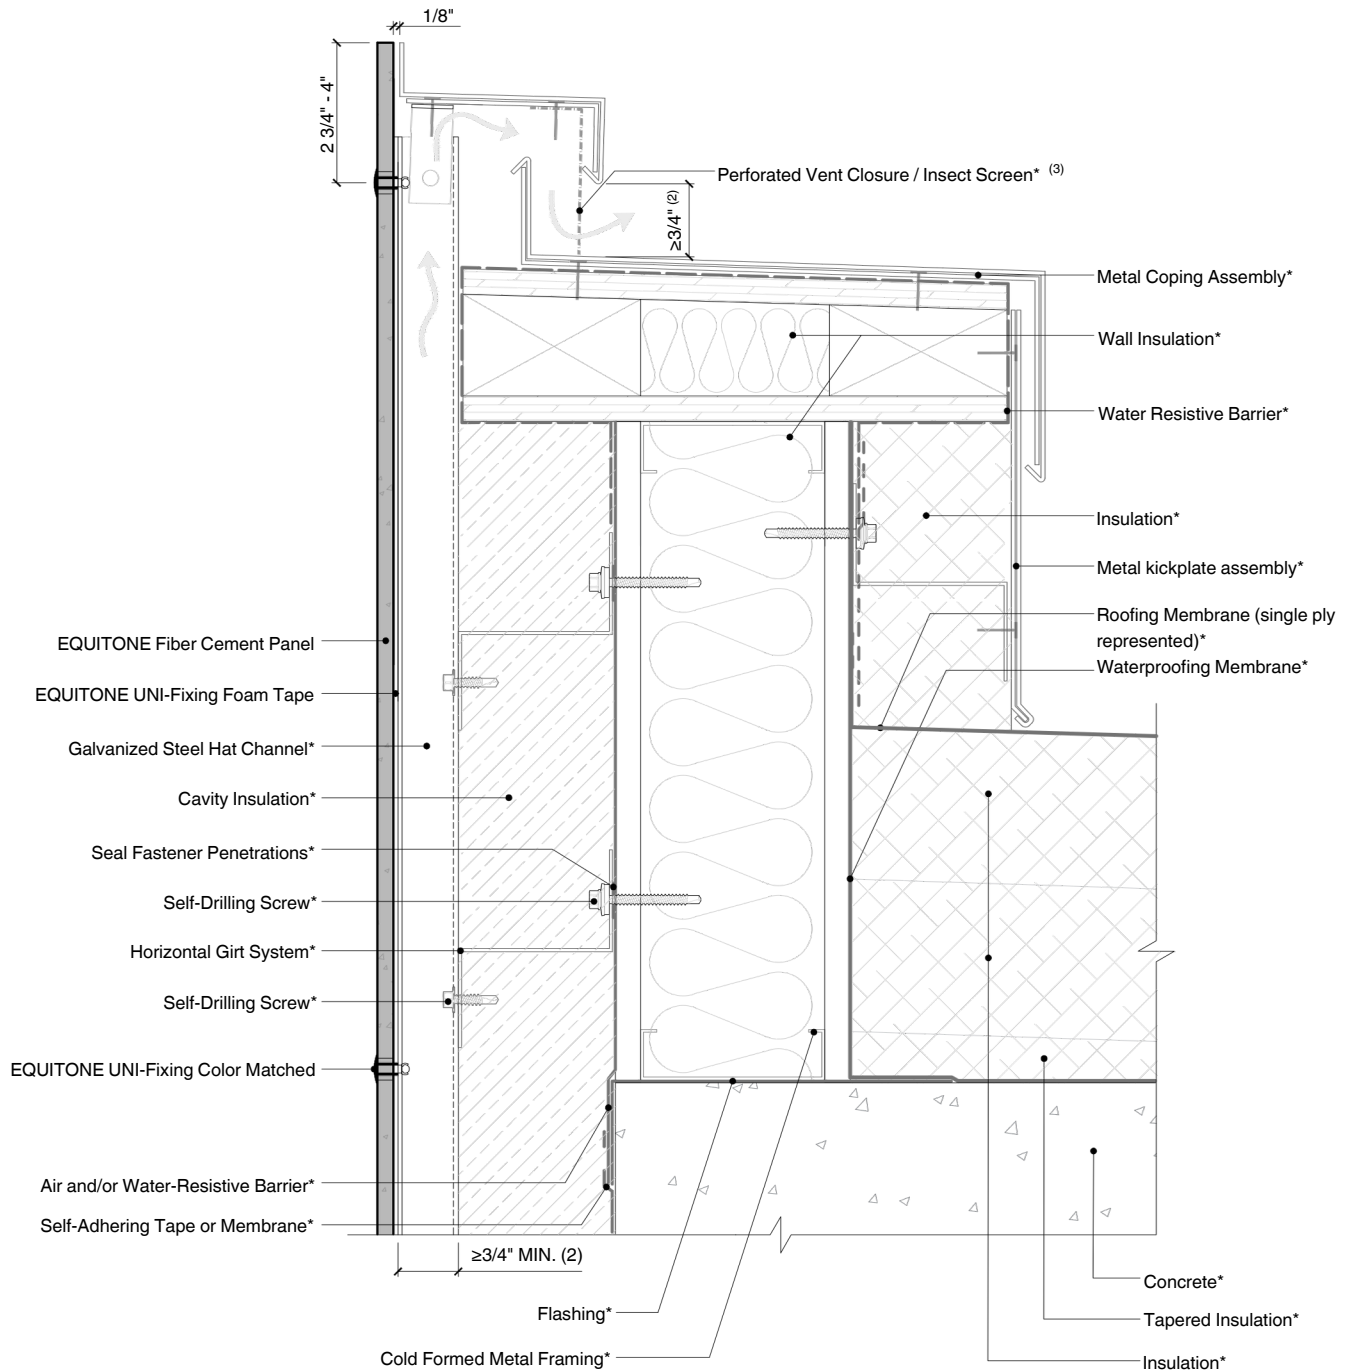 1/8"
2 3/4" - 4"
Perforated Vent Closure / Insect Screen* (3)
≥3/4" (2)
Metal Coping Assembly*
Wall Insulation*
Water Resistive Barrier*
Insulation*
Metal kickplate assembly*
Roofing Membrane (single ply
represented)*
Waterproofing Membrane*
EQUITONE Fiber Cement Panel
EQUITONE UNI-Fixing Foam Tape
Galvanized Steel Hat Channel*
Cavity Insulation*
Seal Fastener Penetrations*
Self-Drilling Screw*
Horizontal Girt System*
Self-Drilling Screw*
EQUITONE UNI-Fixing Color Matched
Air and/or Water-Resistive Barrier*
Self-Adhering Tape or Membrane*
≥3/4" MIN. (2)
Flashing*
Cold Formed Metal Framing*
Concrete*
Tapered Insulation*
Insulation*